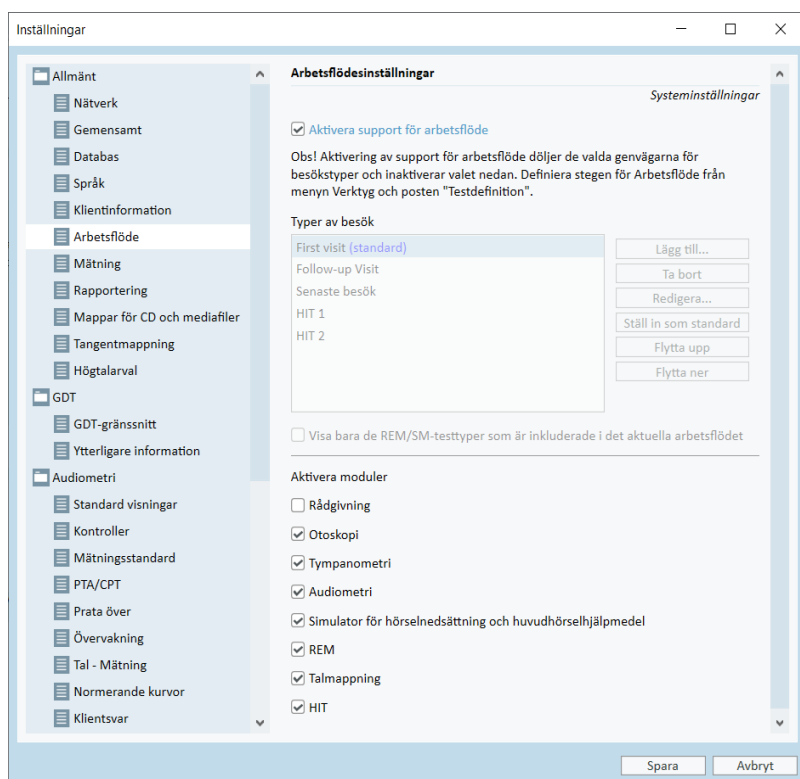 Inställningar
Allmänt
Nätverk
Gemensamt
Databas
Språk
Klientinformation
Arbetsflöde
Mätning
Rapportering
Mappar för CD och mediafiler
Tangentmappning
Högtalarval
GDT
GDT-gränssnitt
Ytterligare information
Audiometri
Standard visningar
Kontroller
Mätningsstandard
PTA/CPT
Prata över
Övervakning
Tal - Mätning
Normerande kurvor
Klientsvar
Arbetsflödesinställningar
Systeminställningar
Aktivera support för arbetsflöde
Obs! Aktivering av support för arbetsflöde döljer de valda genvägarna för
besökstyper och inaktiverar valet nedan. Definiera stegen för Arbetsflöde från
menyn Verktyg och posten "Testdefinition".
Typer av besök
First visit (standard)
Follow-up Visit
Senaste besök
HIT 1
HIT 2
Lägg till...
Ta bort
Redigera...
Ställ in som standard
Flytta upp
Flytta ner
Visa bara de REM/SM-testtyper som är inkluderade i det aktuella arbetsflödet
Aktivera moduler
Rådgivning
Otoskopi
Tympanometri
Audiometri
Simulator för hörselnedsättning och huvudhörselhjälpmedel
REM
Talmappning
HIT
Spara
Avbryt